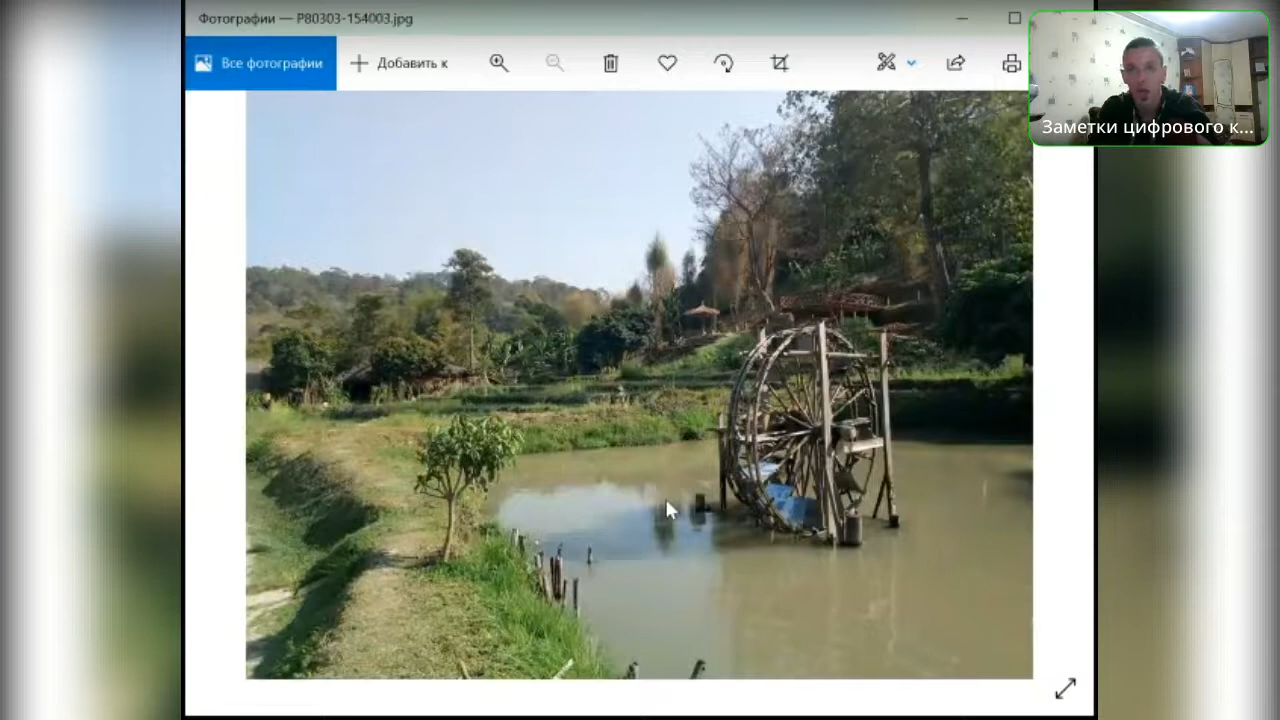 Фотографии — P80303-154003.jpg
Все фотографии
Добавить к
Заметки цифрового к...